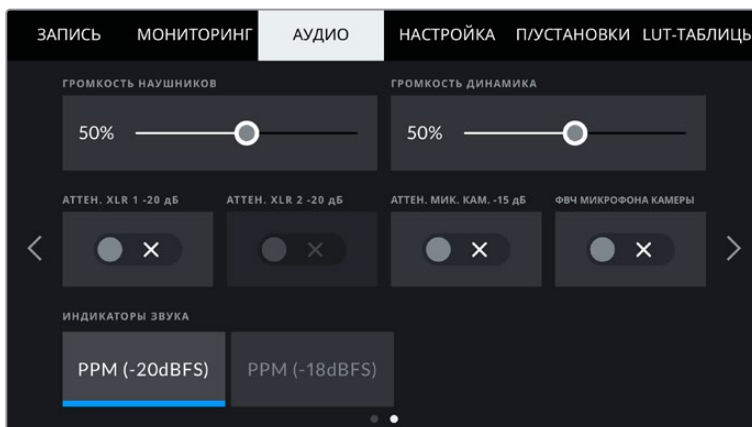 ЗАПИСЬ МОНИТОРИНГ АУДИО НАСТРОЙКА П/УСТАНОВКИ LUT-ТАБЛИЦЫ
ГРОМКОСТЬ НАУШНИКОВ ГРОМКОСТЬ ДИНАМИКА
50% 50%
АТТЕН. XLR 1 -20 дБ АТТЕН. XLR 2 -20 дБ АТТЕН. МИК. КАМ. -15 дБ ФВЧ МИКРОФОНА КАМЕРЫ
ИНДИКАТОРЫ ЗВУКА
PPM (-20dBFS) PPM (-18dBFS)